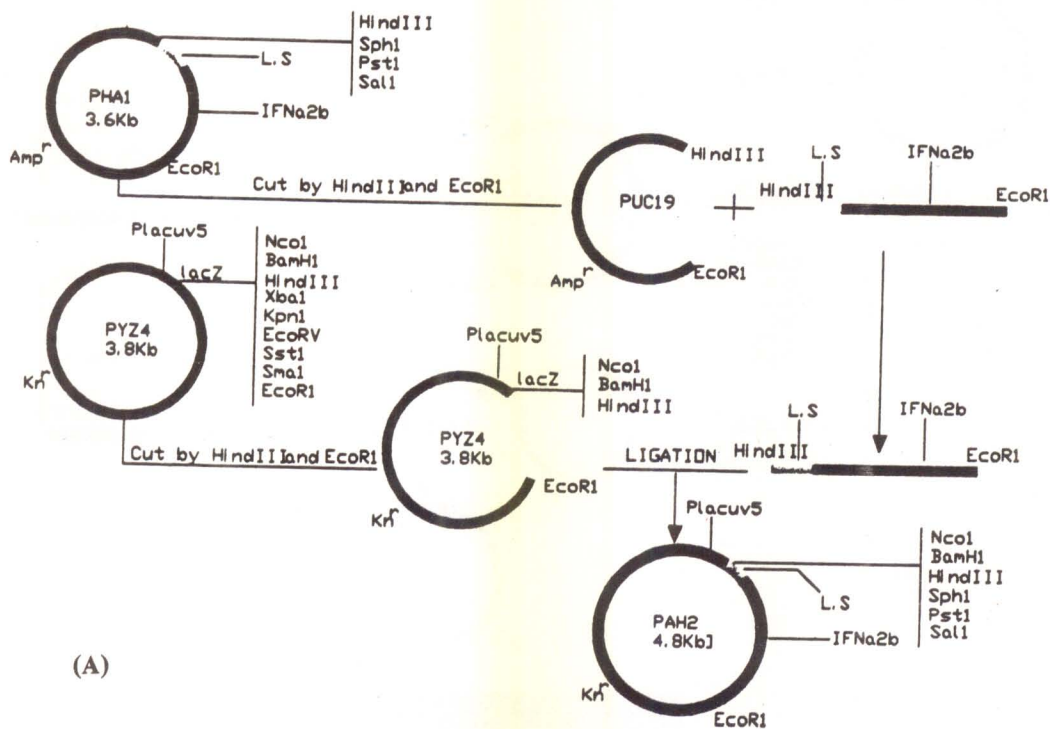 HindIII
Sph1
Pst1
Sal1
L.S
IFNa2b
PHA1
3.6Kb
Amp^r
EcoR1
Cut by HindIII and EcoR1
HindIII
PUC19
Amp^r
EcoR1
+
L.S
HindIII
IFNa2b
EcoR1
Placuv5
lacZ
Nco1
BamH1
HindIII
Xba1
Kpn1
EcoRV
Sst1
Sma1
EcoR1
PYZ4
3.8Kb
Kn^r
Cut by HindIII and EcoR1
Placuv5
lacZ
Nco1
BamH1
HindIII
PYZ4
3.8Kb
EcoR1
Kn^r
LIGATION
L.S
HindIII
IFNa2b
EcoR1
Placuv5
Nco1
BamH1
HindIII
Sph1
Pst1
Sal1
L.S
IFNa2b
PAH2
4.8Kb]
Kn^r
EcoR1
(A)